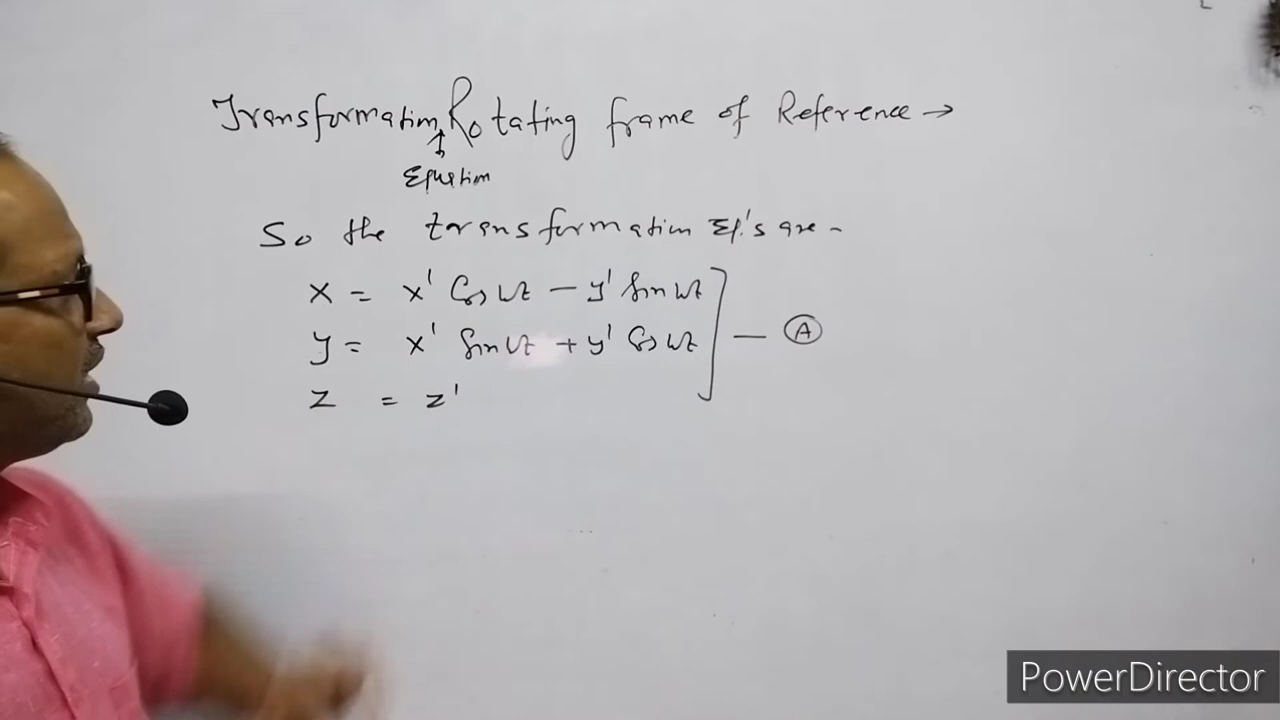 Transformation Rotating frame of Reference →
Equation
So the transformation Eq.'s are -
x = x' Cos ωt - y' Sin ωt
y = x' Sin ωt + y' Cos ωt
z = z'
— Ⓐ
PowerDirector